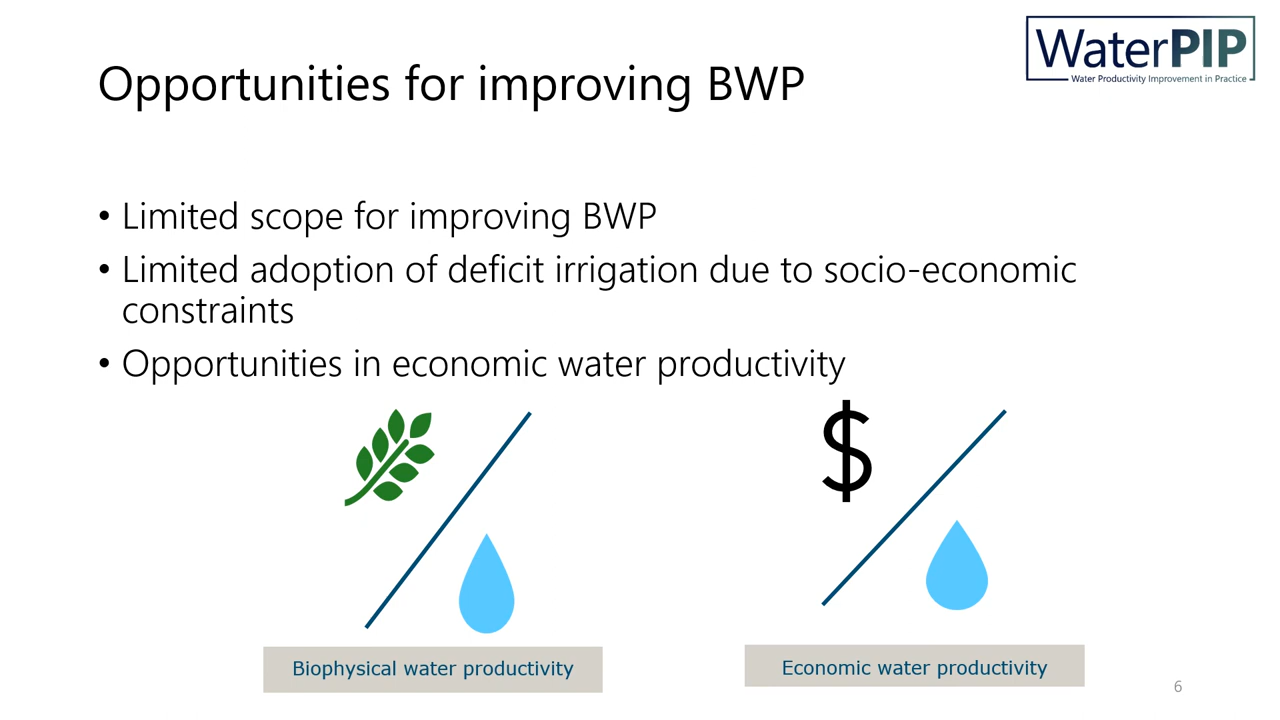 WaterPIP
Water Productivity Improvement in Practice
Opportunities for improving BWP
• Limited scope for improving BWP
• Limited adoption of deficit irrigation due to socio-economic
constraints
• Opportunities in economic water productivity
$
Biophysical water productivity
Economic water productivity
6